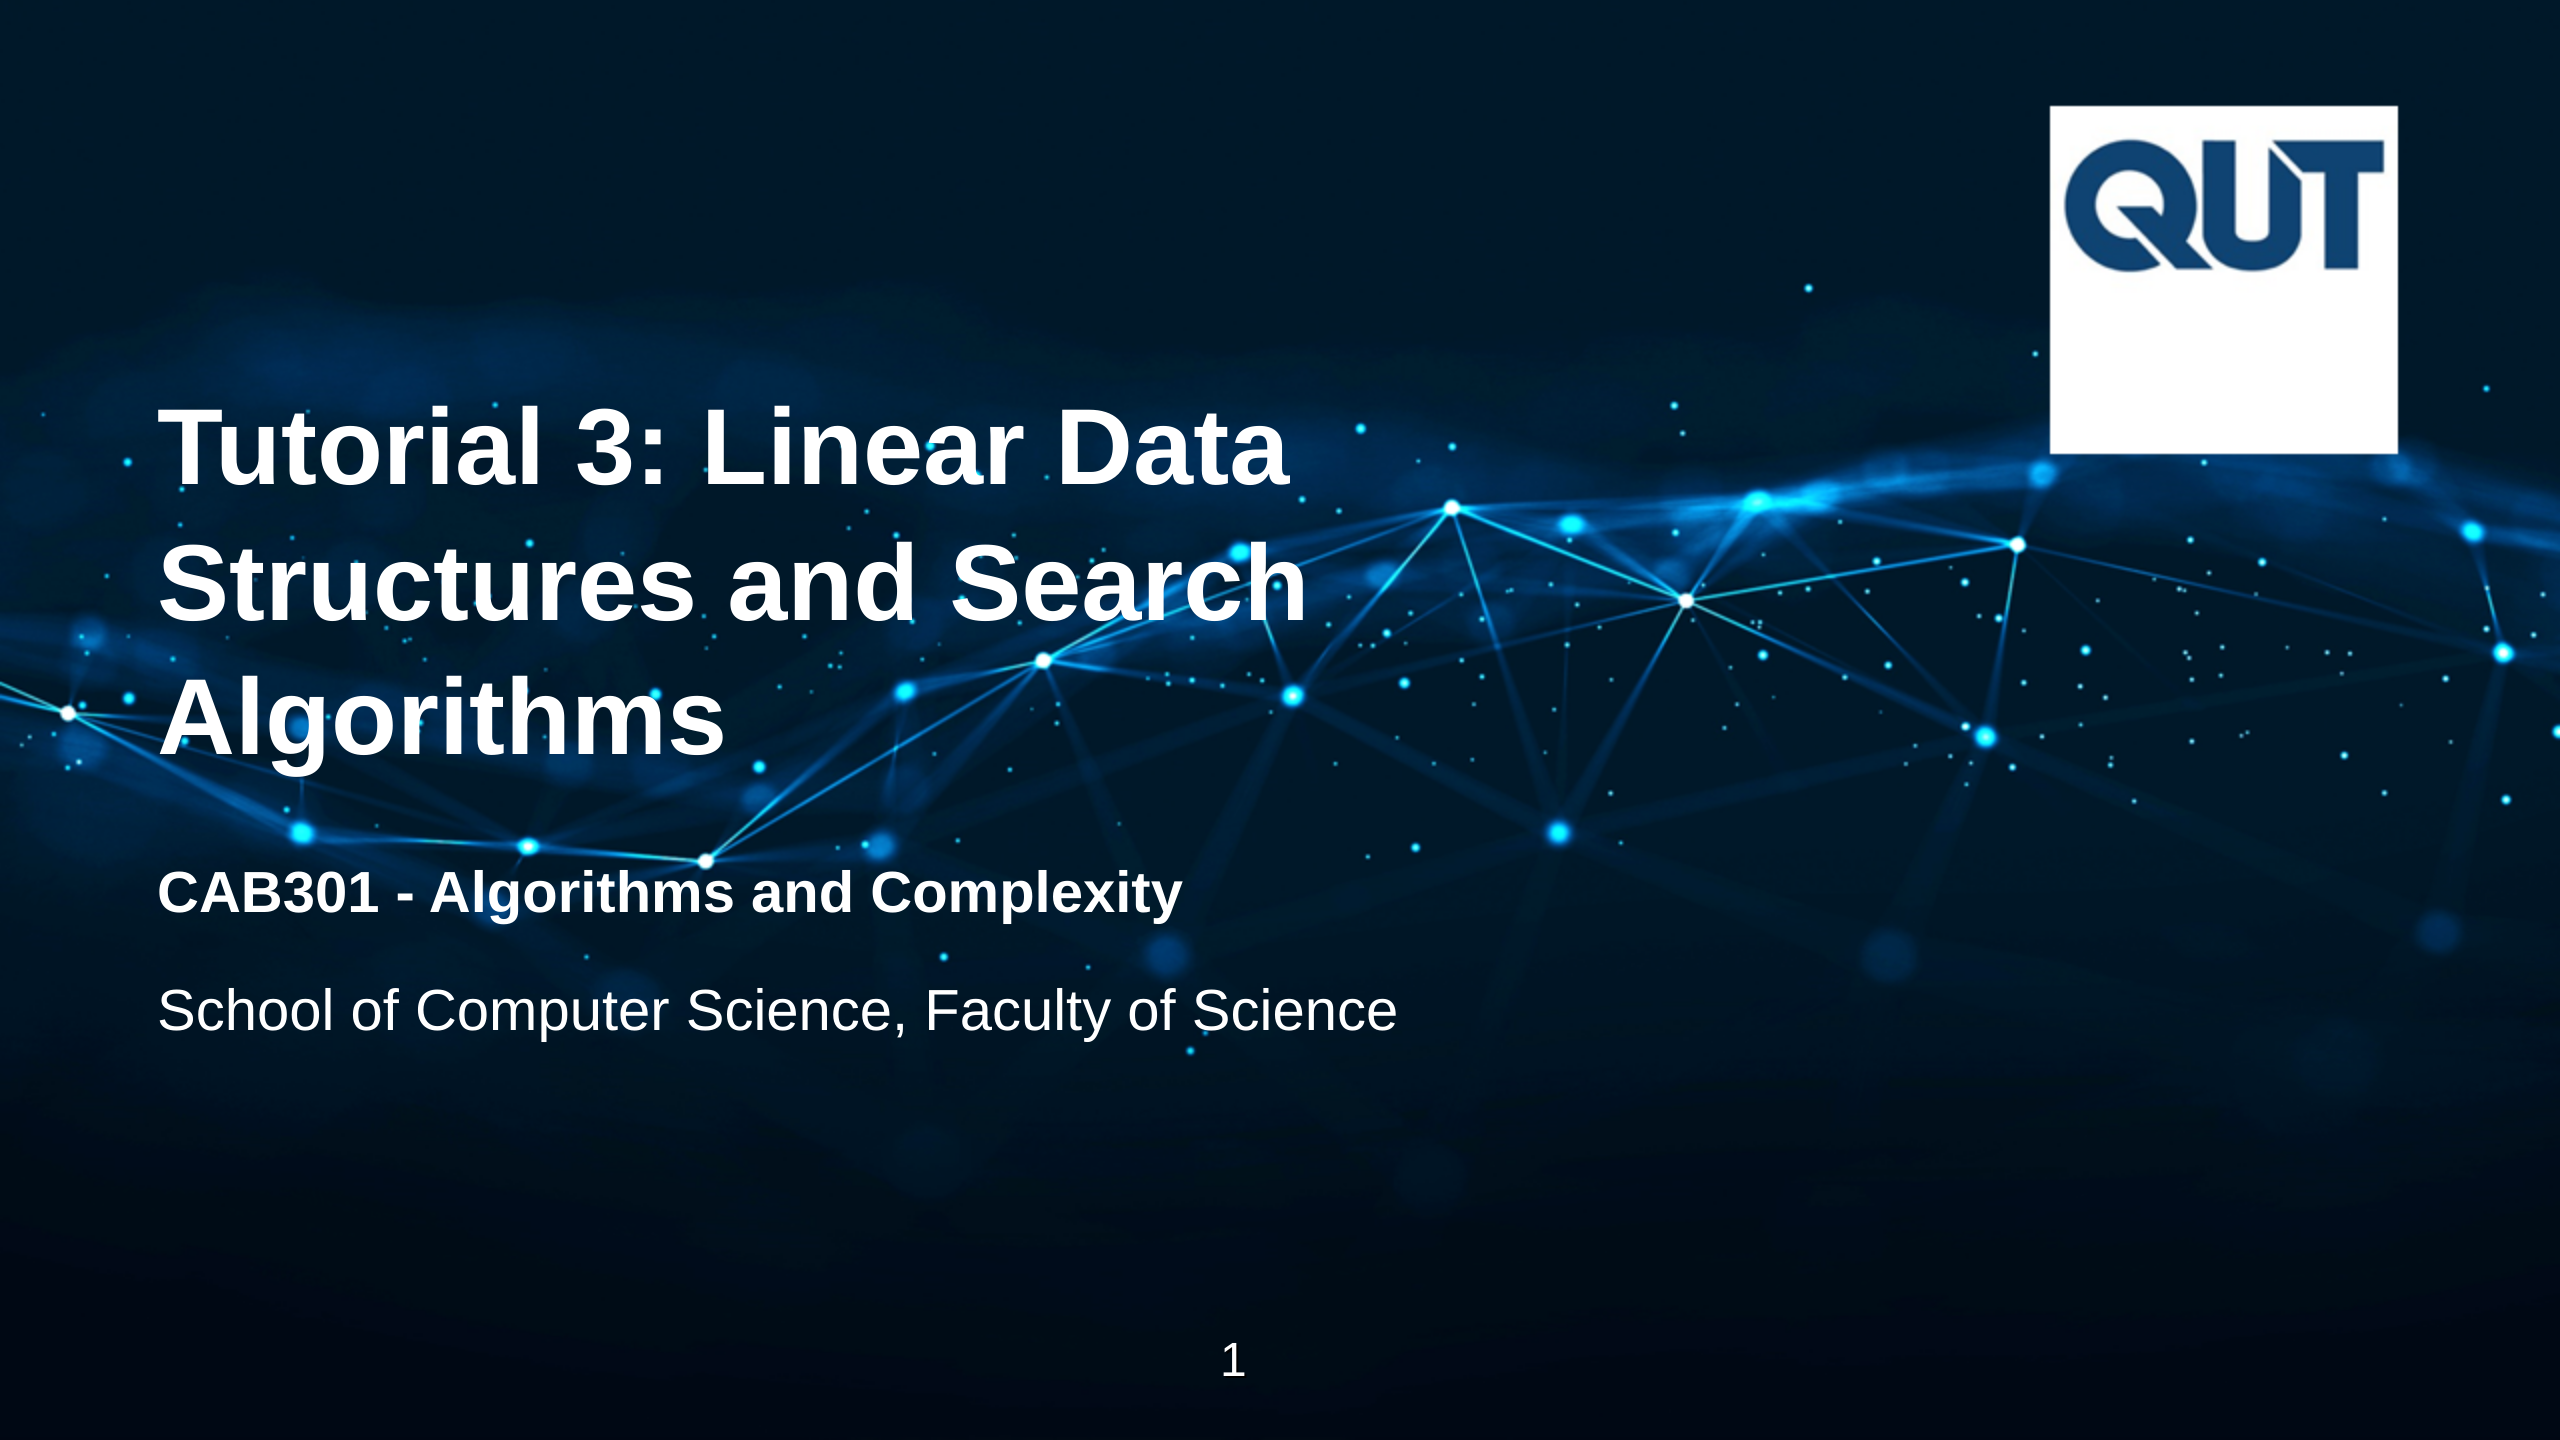 QUT
Tutorial 3: Linear Data
Structures and Search
Algorithms
CAB301 - Algorithms and Complexity
School of Computer Science, Faculty of Science
1